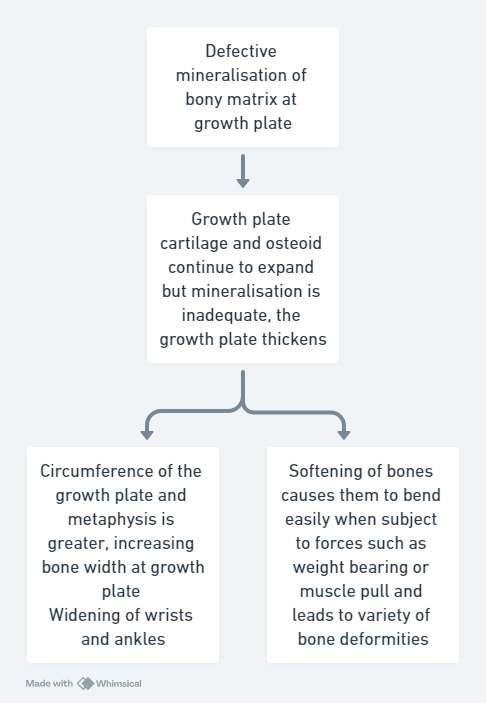 Defective
mineralisation of
bony matrix at
growth plate
Growth plate
cartilage and osteoid
continue to expand
but mineralisation is
inadequate, the
growth plate thickens
Circumference of the
growth plate and
metaphysis is
greater, increasing
bone width at growth
plate
Widening of wrists
and ankles
Softening of bones
causes them to bend
easily when subject
to forces such as
weight bearing or
muscle pull and
leads to variety of
bone deformities
Made with Whimsical